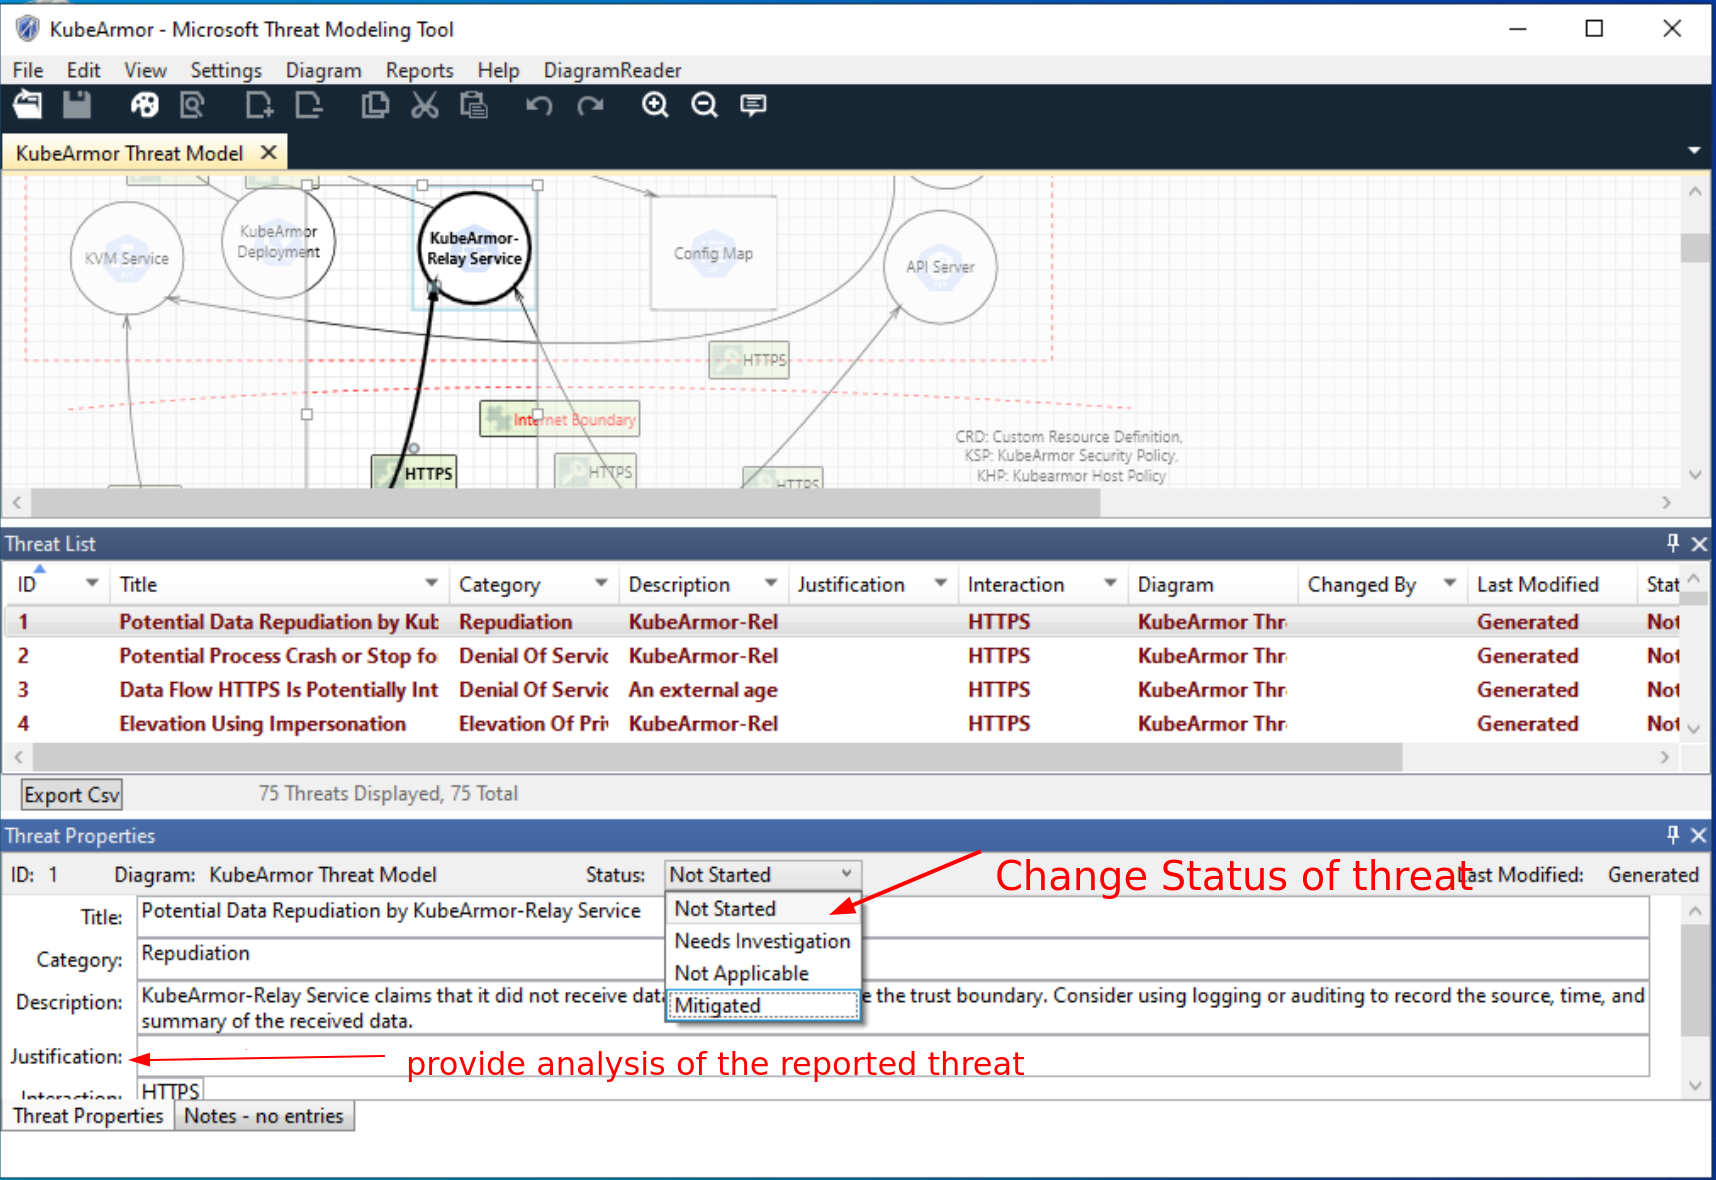 KubeArmor - Microsoft Threat Modeling Tool
File Edit View Settings Diagram Reports Help DiagramReader
KubeArmor Threat Model
KVM Service
KubeArmor
Deployment
KubeArmor-
Relay Service
Config Map
API Server
HTTPS
Internet Boundary
HTTPS
HTTPS
HTTPS
CRD: Custom Resource Definition,
KSP: KubeArmor Security Policy,
KHP: Kubearmor Host Policy
Threat List
ID Title Category Description Justification Interaction Diagram Changed By Last Modified Stat
1 Potential Data Repudiation by Kub Repudiation KubeArmor-Rel HTTPS KubeArmor Thr Generated Not
2 Potential Process Crash or Stop fo Denial Of Servic KubeArmor-Rel HTTPS KubeArmor Thr Generated Not
3 Data Flow HTTPS Is Potentially Int Denial Of Servic An external age HTTPS KubeArmor Thr Generated Not
4 Elevation Using Impersonation Elevation Of Pri KubeArmor-Rel HTTPS KubeArmor Thr Generated Not
Export Csv 75 Threats Displayed, 75 Total
Threat Properties
ID: 1 Diagram: KubeArmor Threat Model Status: Not Started Change Status of threat Last Modified: Generated
Title: Potential Data Repudiation by KubeArmor-Relay Service
Not Started
Needs Investigation
Not Applicable
Mitigated
Category: Repudiation
Description: KubeArmor-Relay Service claims that it did not receive data e the trust boundary. Consider using logging or auditing to record the source, time, and
summary of the received data.
Justification: provide analysis of the reported threat
Interaction: HTTPS
Threat Properties Notes - no entries